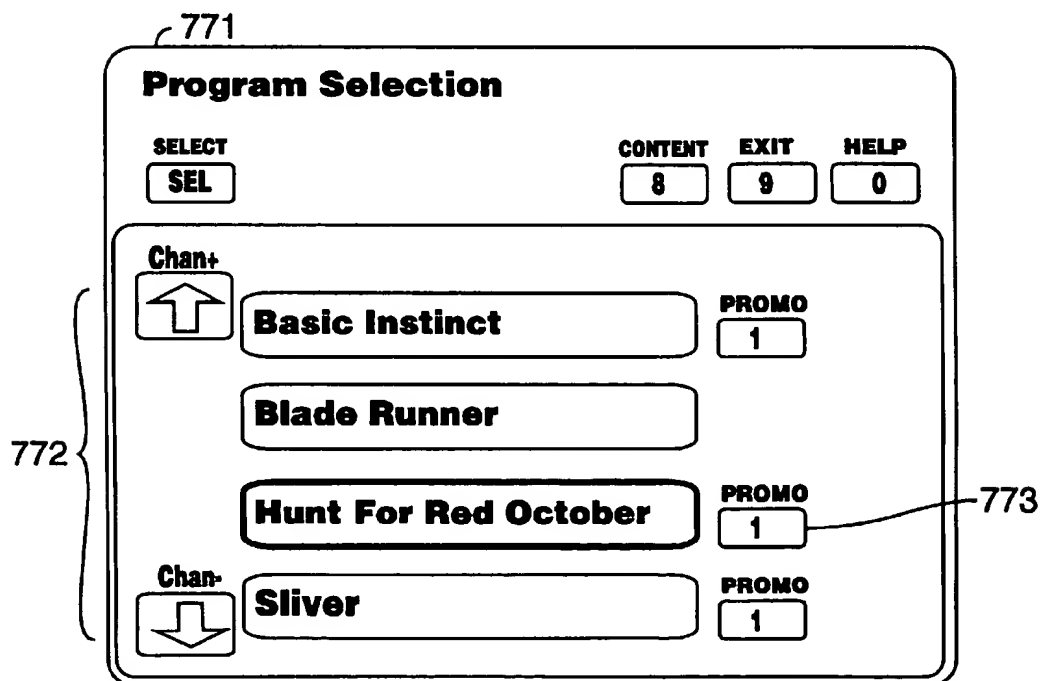 771
Program Selection
SELECT CONTENT EXIT HELP
SEL 8 9 0
Chan+
Basic Instinct PROMO
1
Blade Runner
772
Hunt For Red October PROMO
1 773
Chan-
Sliver PROMO
1